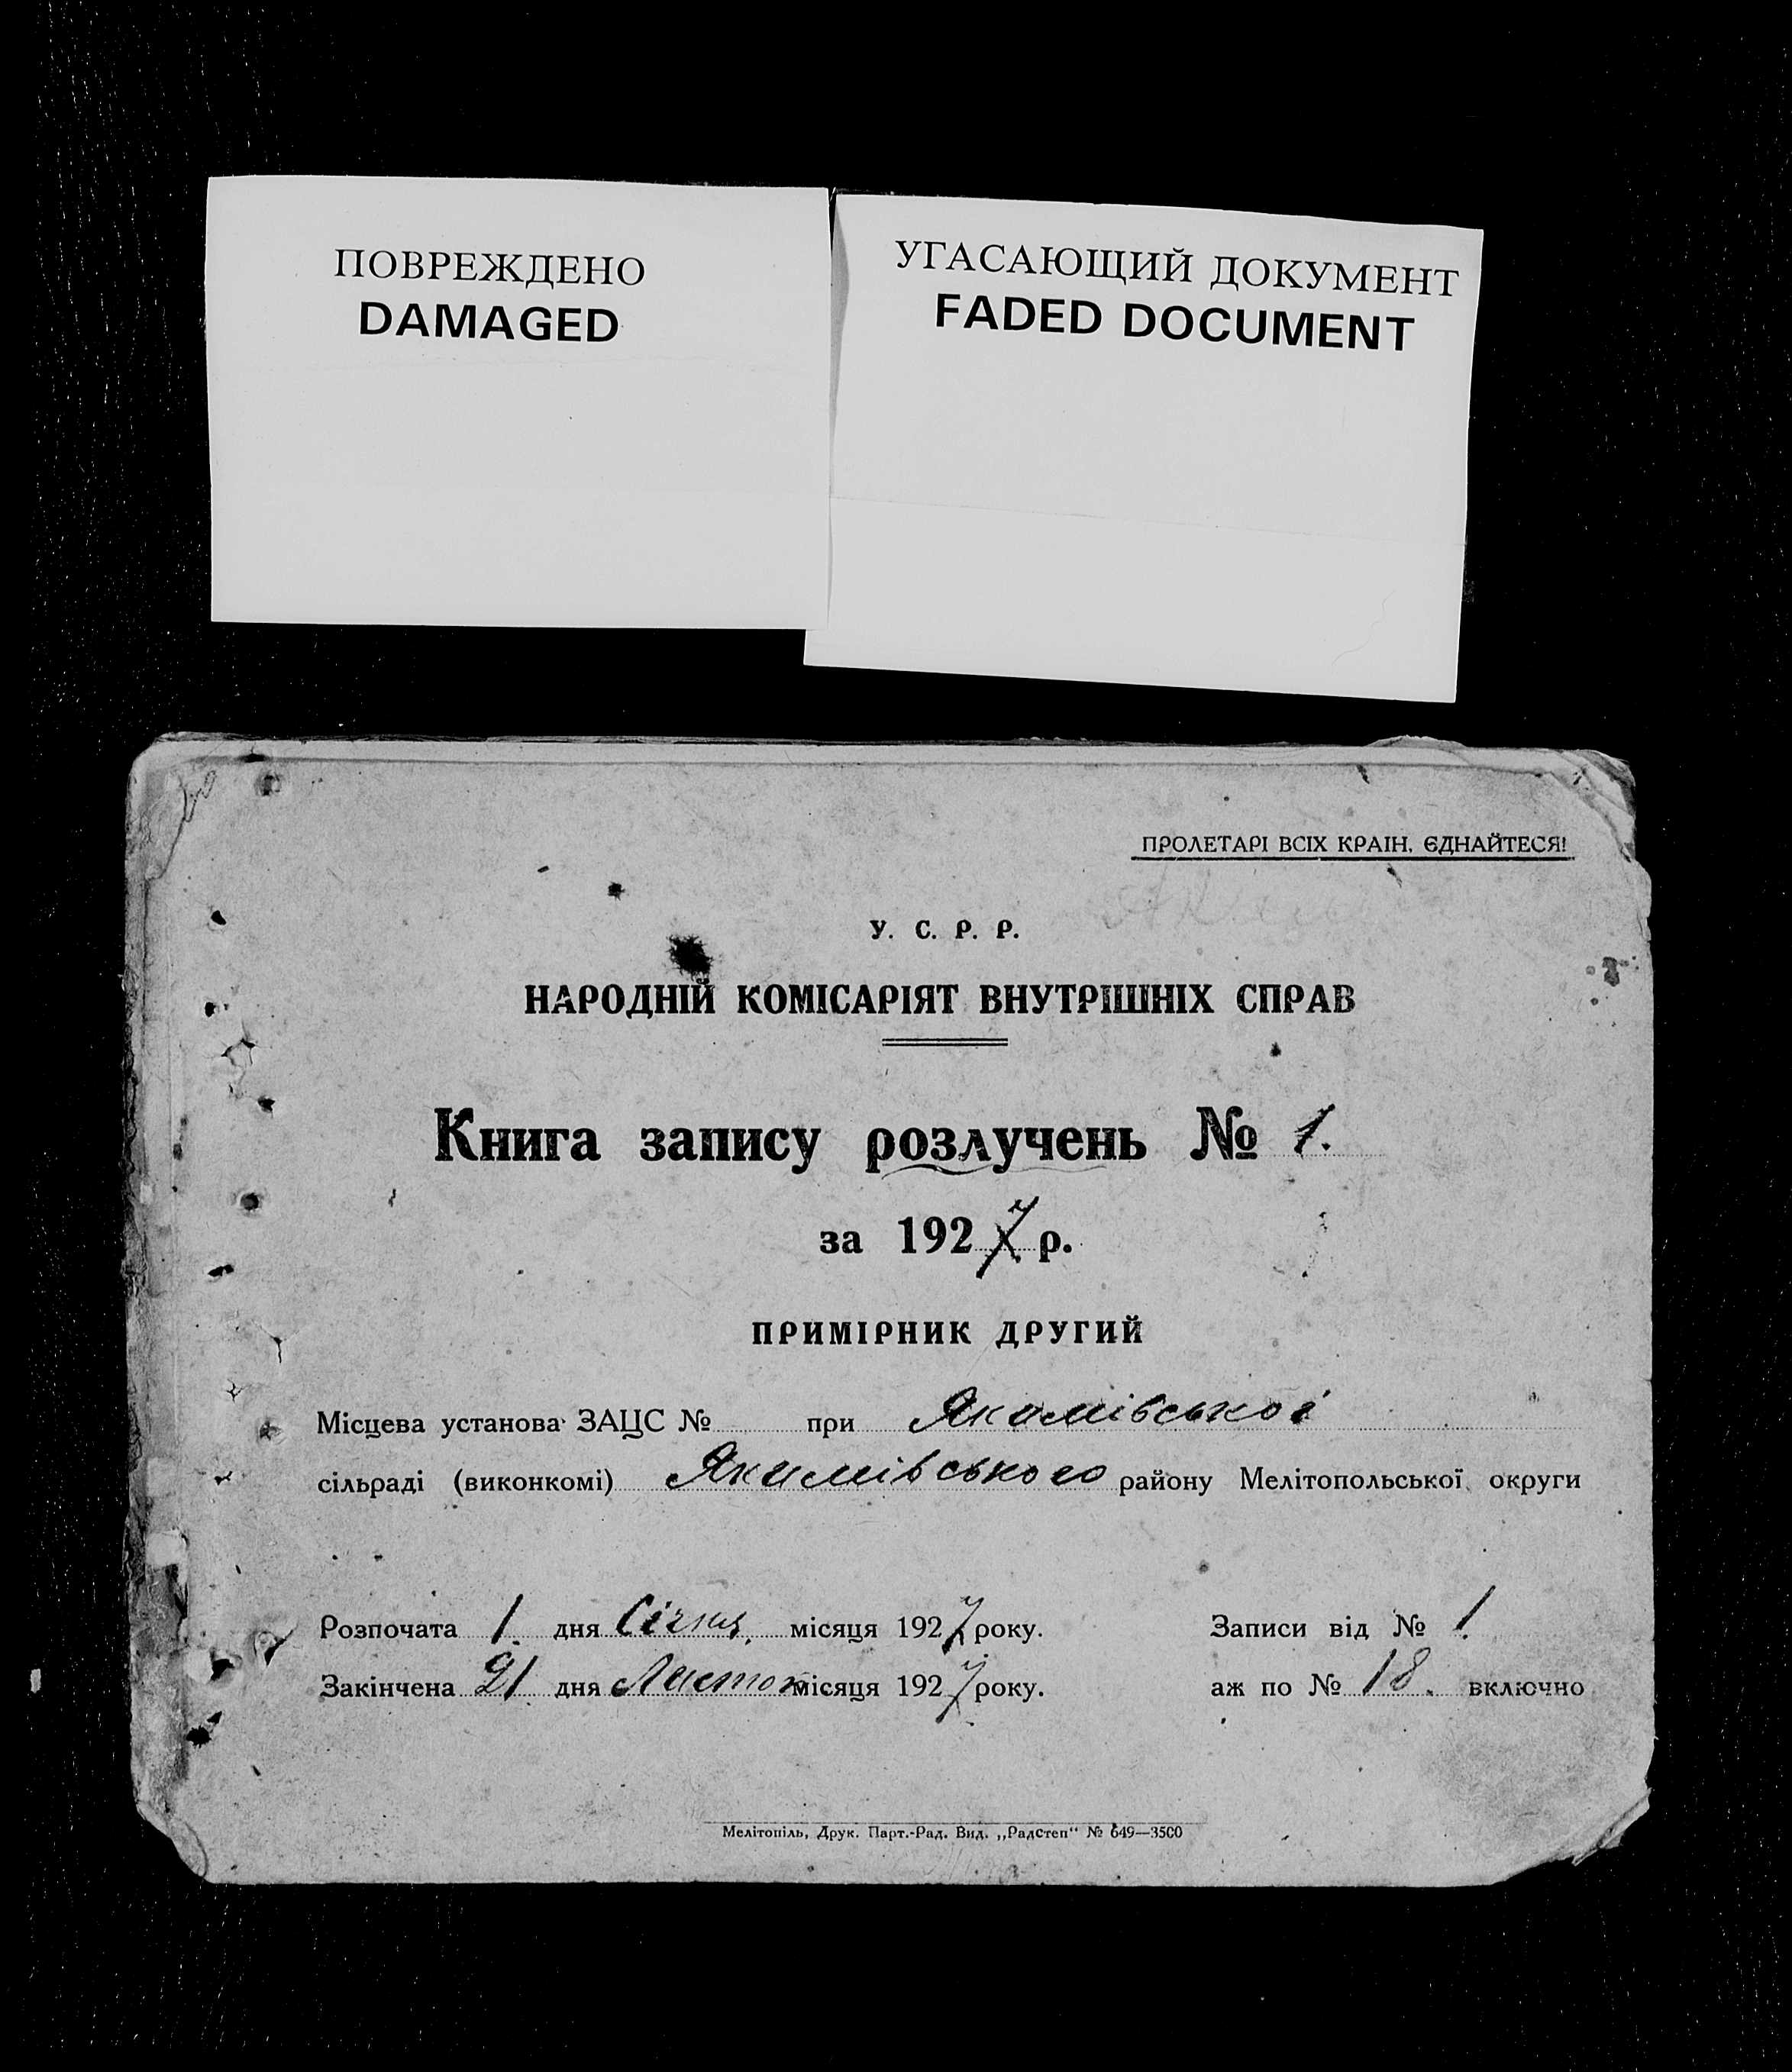 ПОВРЕЖДЕНО
DAMAGED
УГАСАЮЩИЙ ДОКУМЕНТ
FADED DOCUMENT
ПРОЛЕТАРІ ВСІХ КРАІН, ЄДНАЙТЕСЯ!
У. С. Р. Р.
НАРОДНІЙ КОМІСАРІЯТ ВНУТРІШНІХ СПРАВ
Книга запису розлучень № 1.
за 1927 р.
ПРИМІРНИК ДРУГИЙ
Місцева установа ЗАЦС № при Якимівської
сільраді (виконкомі) Якимівського району Мелітопольської округи
Розпочата 1. дня Січня, місяця 1927 року. Записи від № 1.
Закінчена 21. дня Листоп місяця 1927 року. аж по № 18. включно
Мелітопіль, Друк. Парт.-Рад. Вид. „Радстеп“ № 649—3500